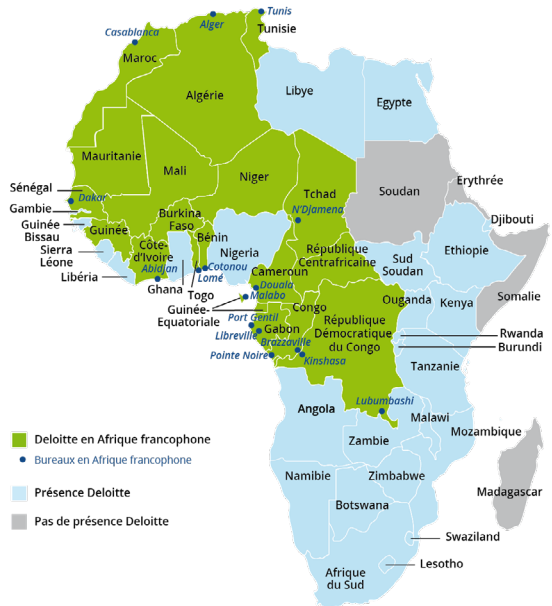 Tunis
Alger
Tunisie
Casablanca
Maroc
Algérie
Libye
Egypte
Mauritanie
Mali
Niger
Tchad
Soudan
Erythrée
Sénégal
Dakar
N'Djamena
Gambie
Djibouti
Guinée
Bissau
Guinée
Burkina
Faso
Bénin
Nigeria
République
Centrafricaine
Sud
Soudan
Ethiopie
Sierra
Léone
Côte-
d'Ivoire
Abidjan
Cotonou
Lomé
Cameroun
Libéria
Ghana
Togo
Douala
Malabo
Ouganda
Kenya
Somalie
Guinée-
Equatoriale
Congo
Port Gentil
Gabon
République
Démocratique
du Congo
Libreville
Brazzaville
Rwanda
Burundi
Pointe Noire
Kinshasa
Tanzanie
Lubumbashi
Angola
Malawi
Mozambique
Zambie
Deloitte en Afrique francophone
Bureaux en Afrique francophone
Namibie
Zimbabwe
Présence Deloitte
Madagascar
Botswana
Pas de présence Deloitte
Swaziland
Lesotho
Afrique
du Sud